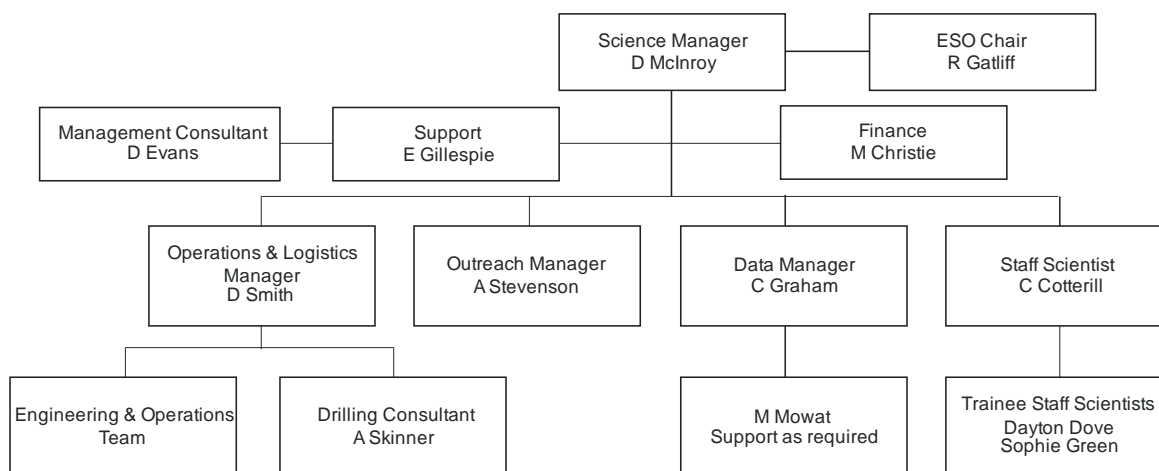 Science Manager
D McInroy
ESO Chair
R Gatliff
Management Consultant
D Evans
Support
E Gillespie
Finance
M Christie
Operations & Logistics
Manager
D Smith
Outreach Manager
A Stevenson
Data Manager
C Graham
Staff Scientist
C Cotterill
Engineering & Operations
Team
Drilling Consultant
A Skinner
M Mowat
Support as required
Trainee Staff Scientists
Dayton Dove
Sophie Green